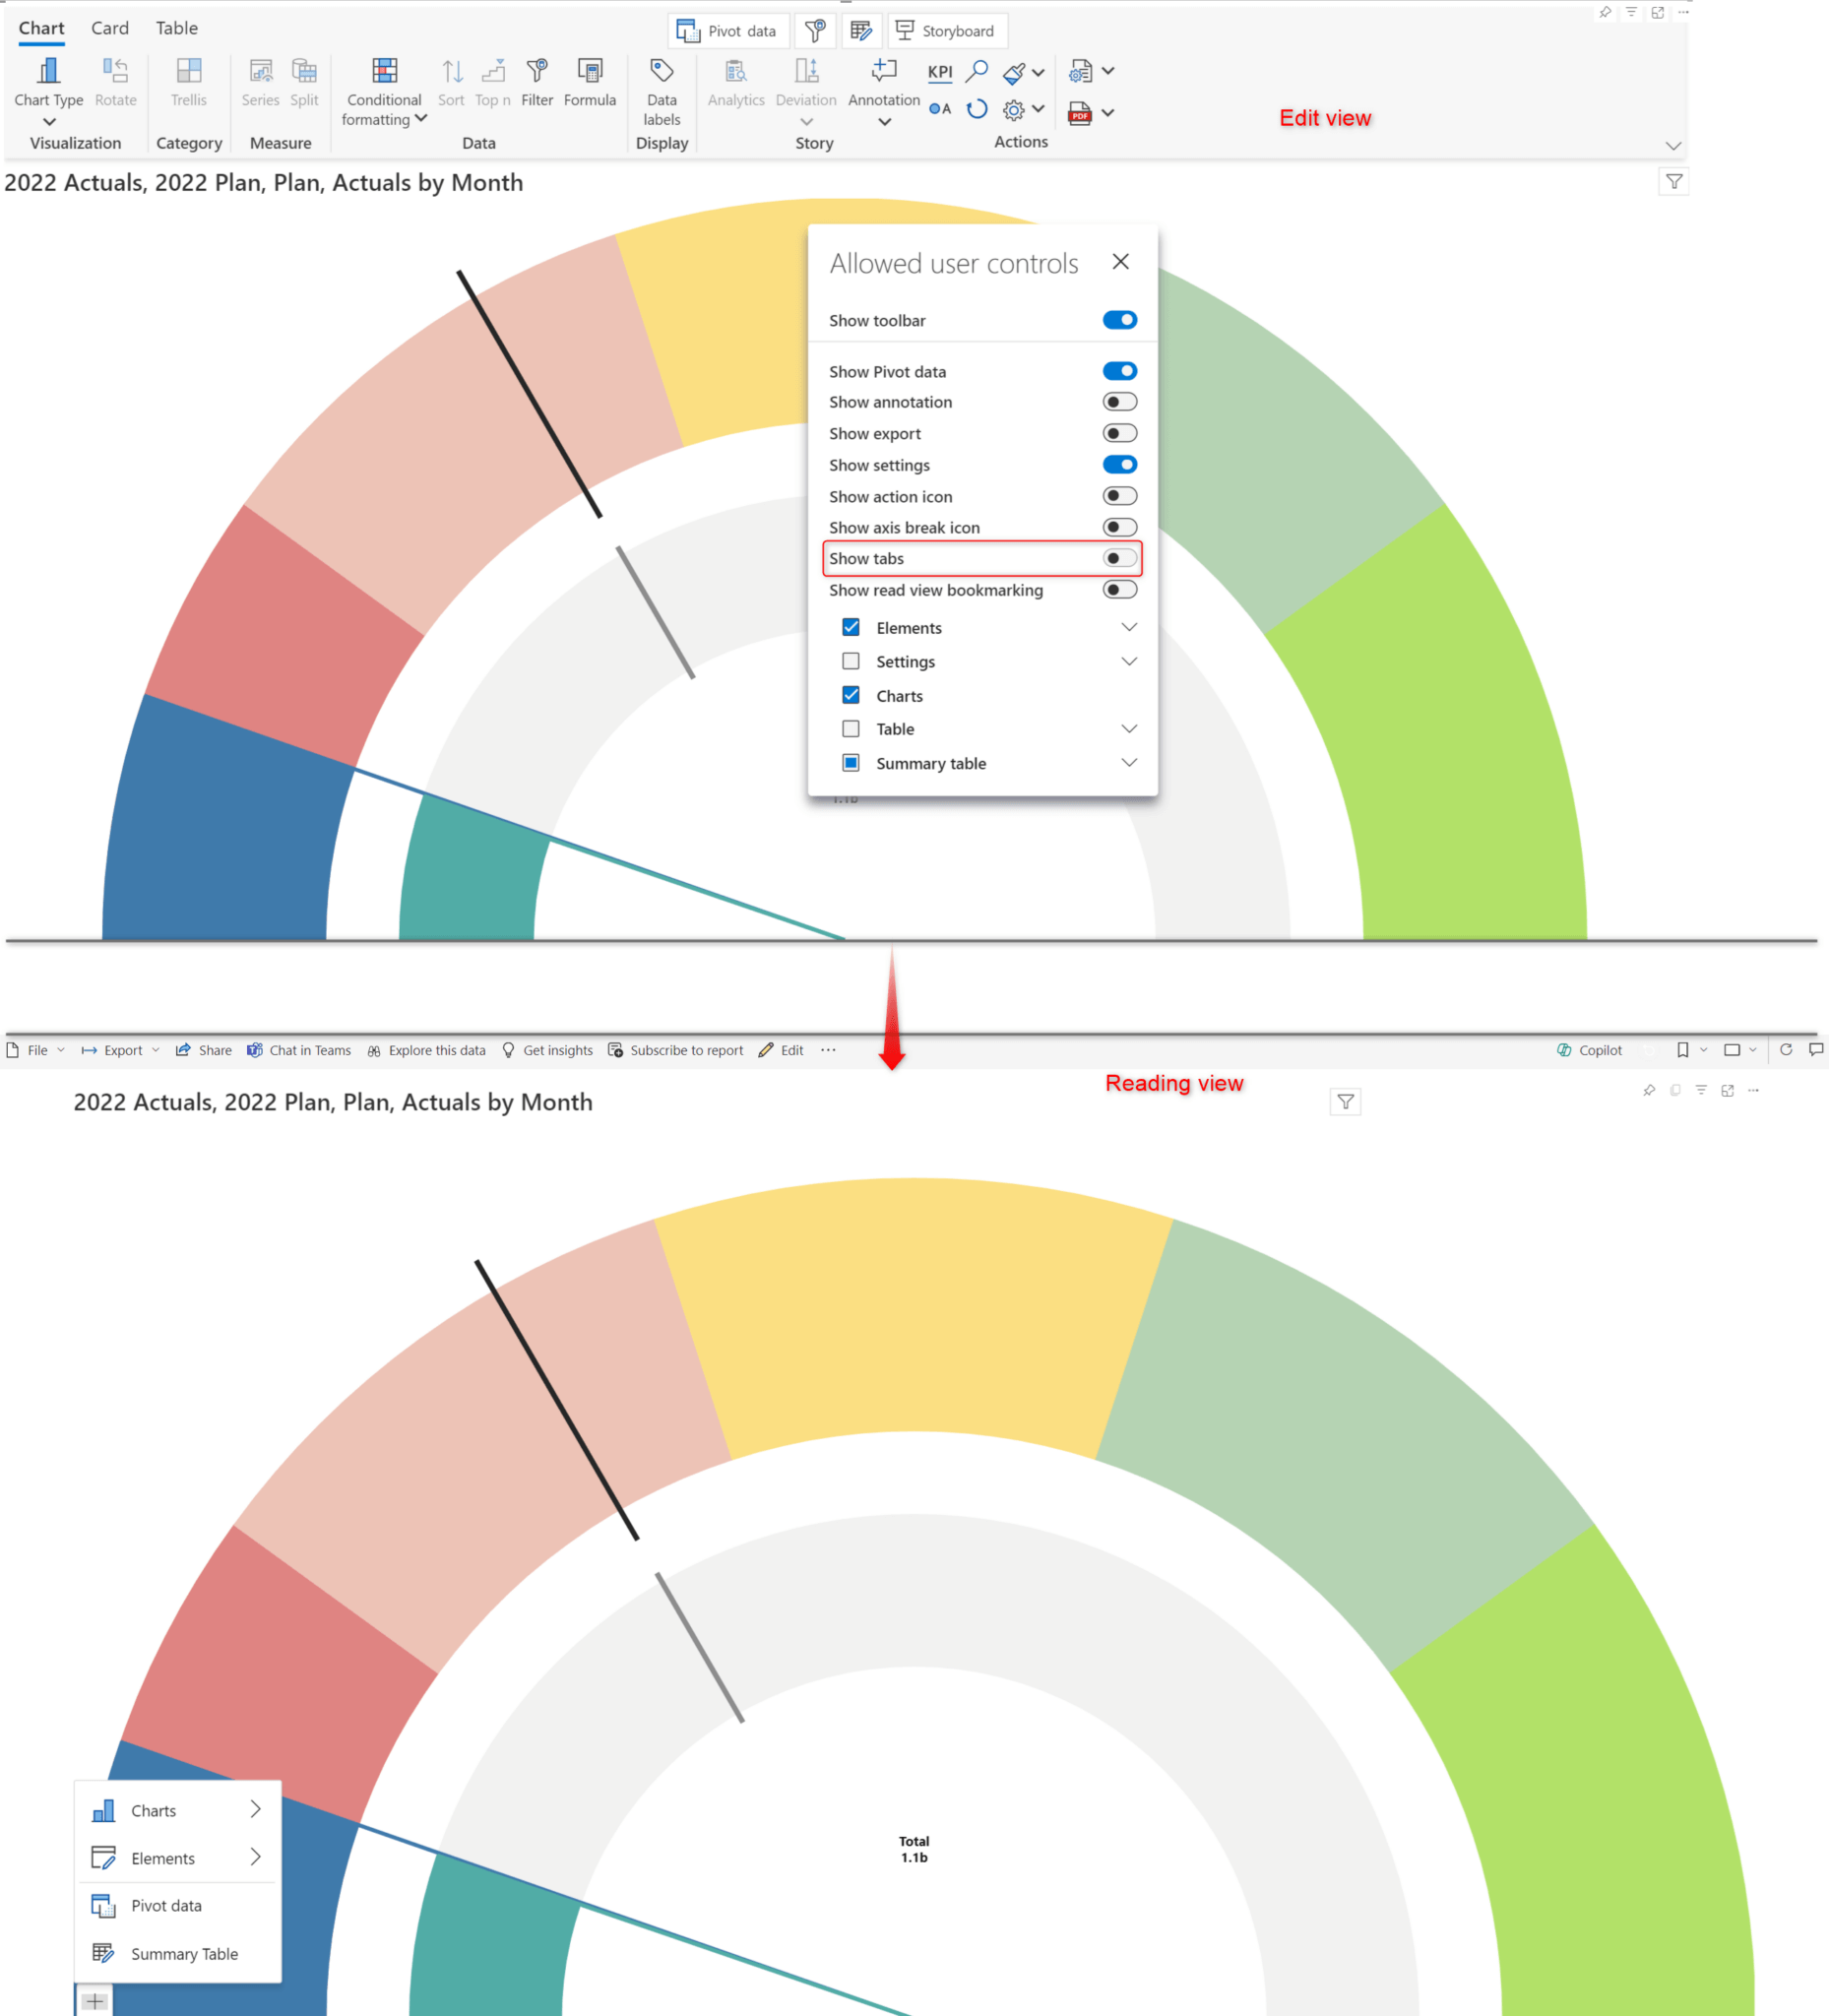 Chart Card Table
Pivot data Storyboard
Chart Type Rotate Trellis Series Split Conditional formatting Sort Top n Filter Formula Data labels Analytics Deviation Annotation KPI
A PDF
Visualization Category Measure Data Display Story Actions
Edit view
2022 Actuals, 2022 Plan, Plan, Actuals by Month
Allowed user controls
Show toolbar
Show Pivot data
Show annotation
Show export
Show settings
Show action icon
Show axis break icon
Show tabs
Show read view bookmarking
Elements
Settings
Charts
Table
Summary table
1.1b
File Export Share Chat in Teams Explore this data Get insights Subscribe to report Edit Copilot
Reading view
2022 Actuals, 2022 Plan, Plan, Actuals by Month
Total
1.1b
Charts
Elements
Pivot data
Summary Table